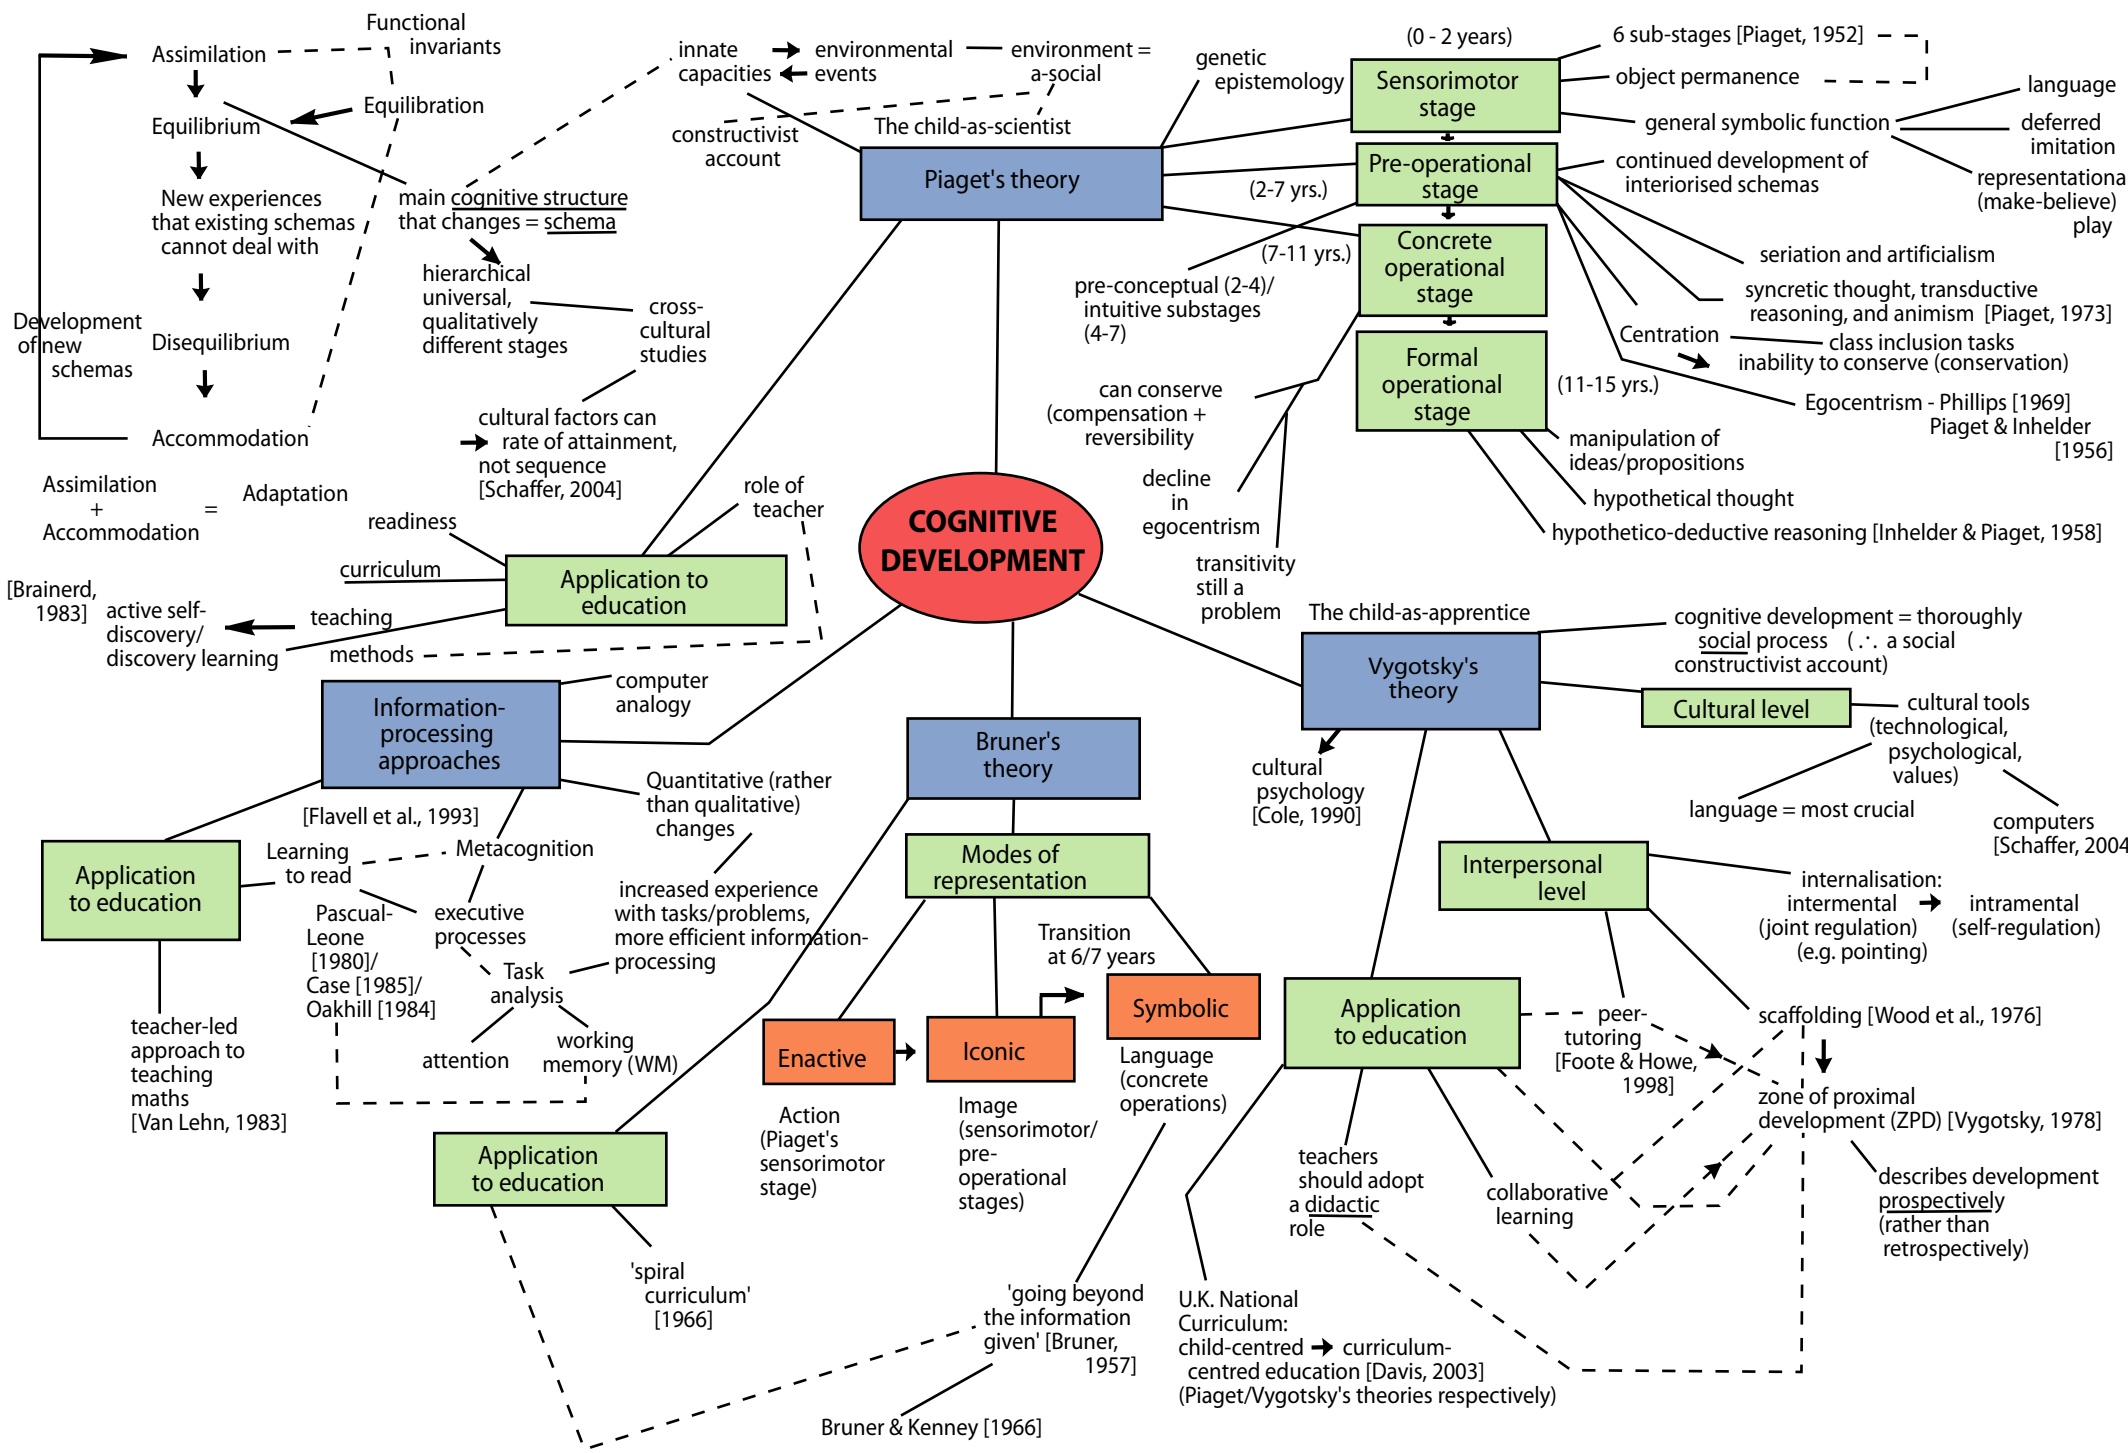 Functional
invariants
Assimilation
Equilibration
Equilibrium
New experiences
that existing schemas
cannot deal with
Development
of new
schemas
Disequilibrium
Accommodation
Assimilation
+
Accommodation
=
Adaptation
innate
capacities
environmental
events
environment =
a-social
constructivist
account
The child-as-scientist
Piaget's theory
genetic
epistemology
main cognitive structure
that changes = schema
hierarchical
universal,
qualitatively
different stages
cross-
cultural
studies
cultural factors can
rate of attainment,
not sequence
[Schaffer, 2004]
(0 - 2 years)
Sensorimotor
stage
6 sub-stages [Piaget, 1952]
object permanence
general symbolic function
language
deferred
imitation
representationa
(make-believe)
play
Pre-operational
stage
(2-7 yrs.)
continued development of
interiorised schemas
seriation and artificialism
syncretic thought, transductive
reasoning, and animism [Piaget, 1973]
Centration
class inclusion tasks
inability to conserve (conservation)
Egocentrism - Phillips [1969]
Piaget & Inhelder
[1956]
pre-conceptual (2-4)/
intuitive substages
(4-7)
(7-11 yrs.)
Concrete
operational
stage
can conserve
(compensation +
reversibility
decline
in
egocentrism
transitivity
still a
problem
Formal
operational
stage
(11-15 yrs.)
manipulation of
ideas/propositions
hypothetical thought
hypothetico-deductive reasoning [Inhelder & Piaget, 1958]
COGNITIVE
DEVELOPMENT
role of
teacher
readiness
curriculum
Application to
education
[Brainerd,
1983]
active self-
discovery/
discovery learning
teaching
methods
Information-
processing
approaches
computer
analogy
Quantitative (rather
than qualitative)
changes
increased experience
with tasks/problems,
more efficient information-
processing
[Flavell et al., 1993]
Metacognition
Learning
to read
Application
to education
Pascual-
Leone
[1980]/
Case [1985]/
Oakhill [1984]
executive
processes
Task
analysis
attention
working
memory (WM)
teacher-led
approach to
teaching
maths
[Van Lehn, 1983]
Bruner's
theory
Modes of
representation
Transition
at 6/7 years
Enactive
Iconic
Symbolic
Action
(Piaget's
sensorimotor
stage)
Image
(sensorimotor/
pre-
operational
stages)
Language
(concrete
operations)
Application
to education
'spiral
curriculum'
[1966]
'going beyond
the information
given' [Bruner,
1957]
Bruner & Kenney [1966]
The child-as-apprentice
Vygotsky's
theory
cognitive development = thoroughly
social process (∴ a social
constructivist account)
Cultural level
cultural tools
(technological,
psychological,
values)
language = most crucial
computers
[Schaffer, 2004
cultural
psychology
[Cole, 1990]
Interpersonal
level
internalisation:
intermental
(joint regulation)
(e.g. pointing)
intramental
(self-regulation)
Application
to education
peer-
tutoring
[Foote & Howe,
1998]
scaffolding [Wood et al., 1976]
zone of proximal
development (ZPD) [Vygotsky, 1978]
describes development
prospectively
(rather than
retrospectively)
teachers
should adopt
a didactic
role
collaborative
learning
U.K. National
Curriculum:
child-centred
curriculum-
centred education [Davis, 2003]
(Piaget/Vygotsky's theories respectively)